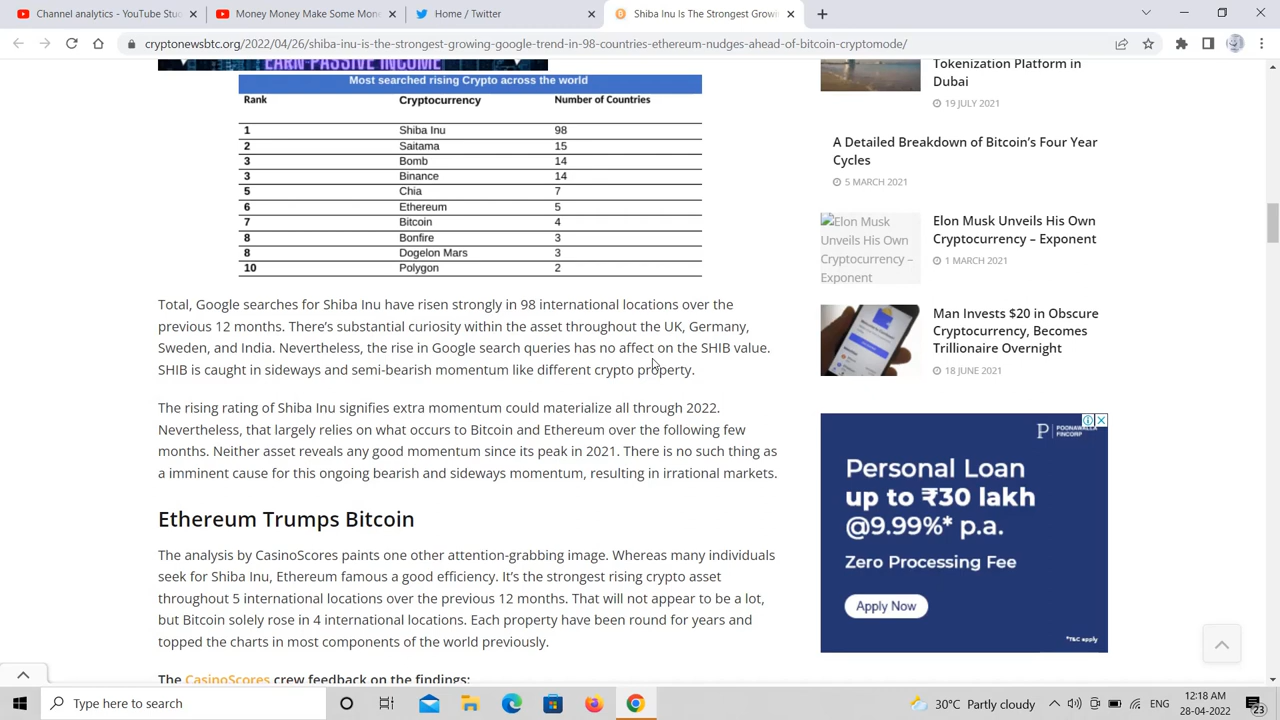 analytics - YouTube Studi
Money Matters - YouTube
Home / Twitter
Shiba Inu Is The Strongest Growi
cryptonewsbtc.org/2022/04/26/shiba-inu-is-the-strongest-growing-google-trend-in-98-countries-ethereum-nudges-ahead-of-bitcoin-cryptomode/
EARN PASSIVE INCOME
Most searched rising Crypto across the world
Rank Cryptocurrency Number of Countries
1 Shiba Inu 98
2 Saitama 15
3 Bomb 14
3 Binance 14
5 Chia 7
6 Ethereum 5
7 Bitcoin 4
8 Bonfire 3
8 Dogelon Mars 3
10 Polygon 2
Total, Google searches for Shiba Inu have risen strongly in 98 international locations over the
previous 12 months. There's substantial curiosity within the asset throughout the UK, Germany,
Sweden, and India. Nevertheless, the rise in Google search queries has no affect on the SHIB value.
SHIB is caught in sideways and semi-bearish momentum like different crypto property.
The rising rating of Shiba Inu signifies extra momentum could materialize all through 2022.
Nevertheless, that largely relies on what occurs to Bitcoin and Ethereum over the following few
months. Neither asset reveals any good momentum since its peak in 2021. There is no such thing as
a imminent cause for this ongoing bearish and sideways momentum, resulting in irrational markets.
Ethereum Trumps Bitcoin
The analysis by CasinoScores paints one other attention-grabbing image. Whereas many individuals
seek for Shiba Inu, Ethereum famous a good efficiency. It's the strongest rising crypto asset
throughout 5 international locations over the previous 12 months. That will not appear to be a lot,
but Bitcoin solely rose in 4 international locations. Each property have been round for years and
topped the charts in most components of the world previously.
The CasinoScores crew feedback on the findings:
Tokenization Platform in
Dubai
19 JULY 2021
A Detailed Breakdown of Bitcoin's Four Year
Cycles
5 MARCH 2021
Elon Musk
Unveils His Own
Cryptocurrency –
Exponent
Elon Musk Unveils His Own
Cryptocurrency – Exponent
1 MARCH 2021
Man Invests $20 in Obscure
Cryptocurrency, Becomes
Trillionaire Overnight
18 JUNE 2021
POONAWALLA
FINCORP
Personal Loan
up to ₹30 lakh
@9.99%* p.a.
Zero Processing Fee
Apply Now
*T&C apply
Type here to search
30°C Partly cloudy
ENG
12:18 AM
28-04-2022
23